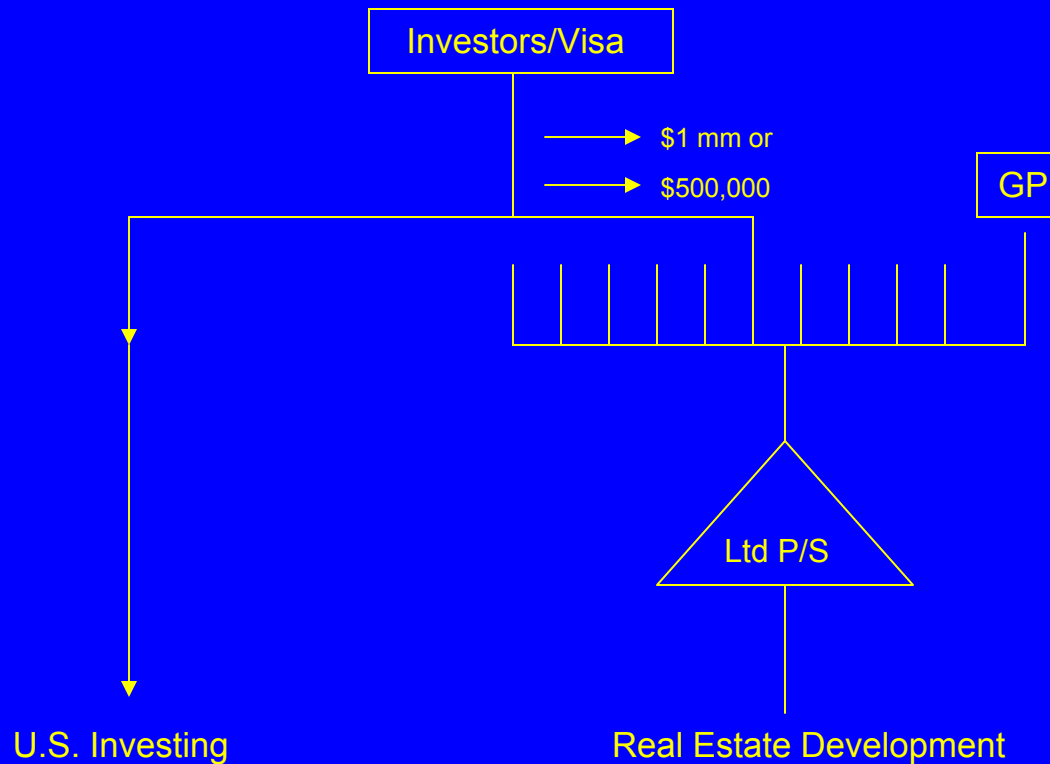 Investors/Visa
$1 mm or
$500,000
GP
Ltd P/S
U.S. Investing
Real Estate Development